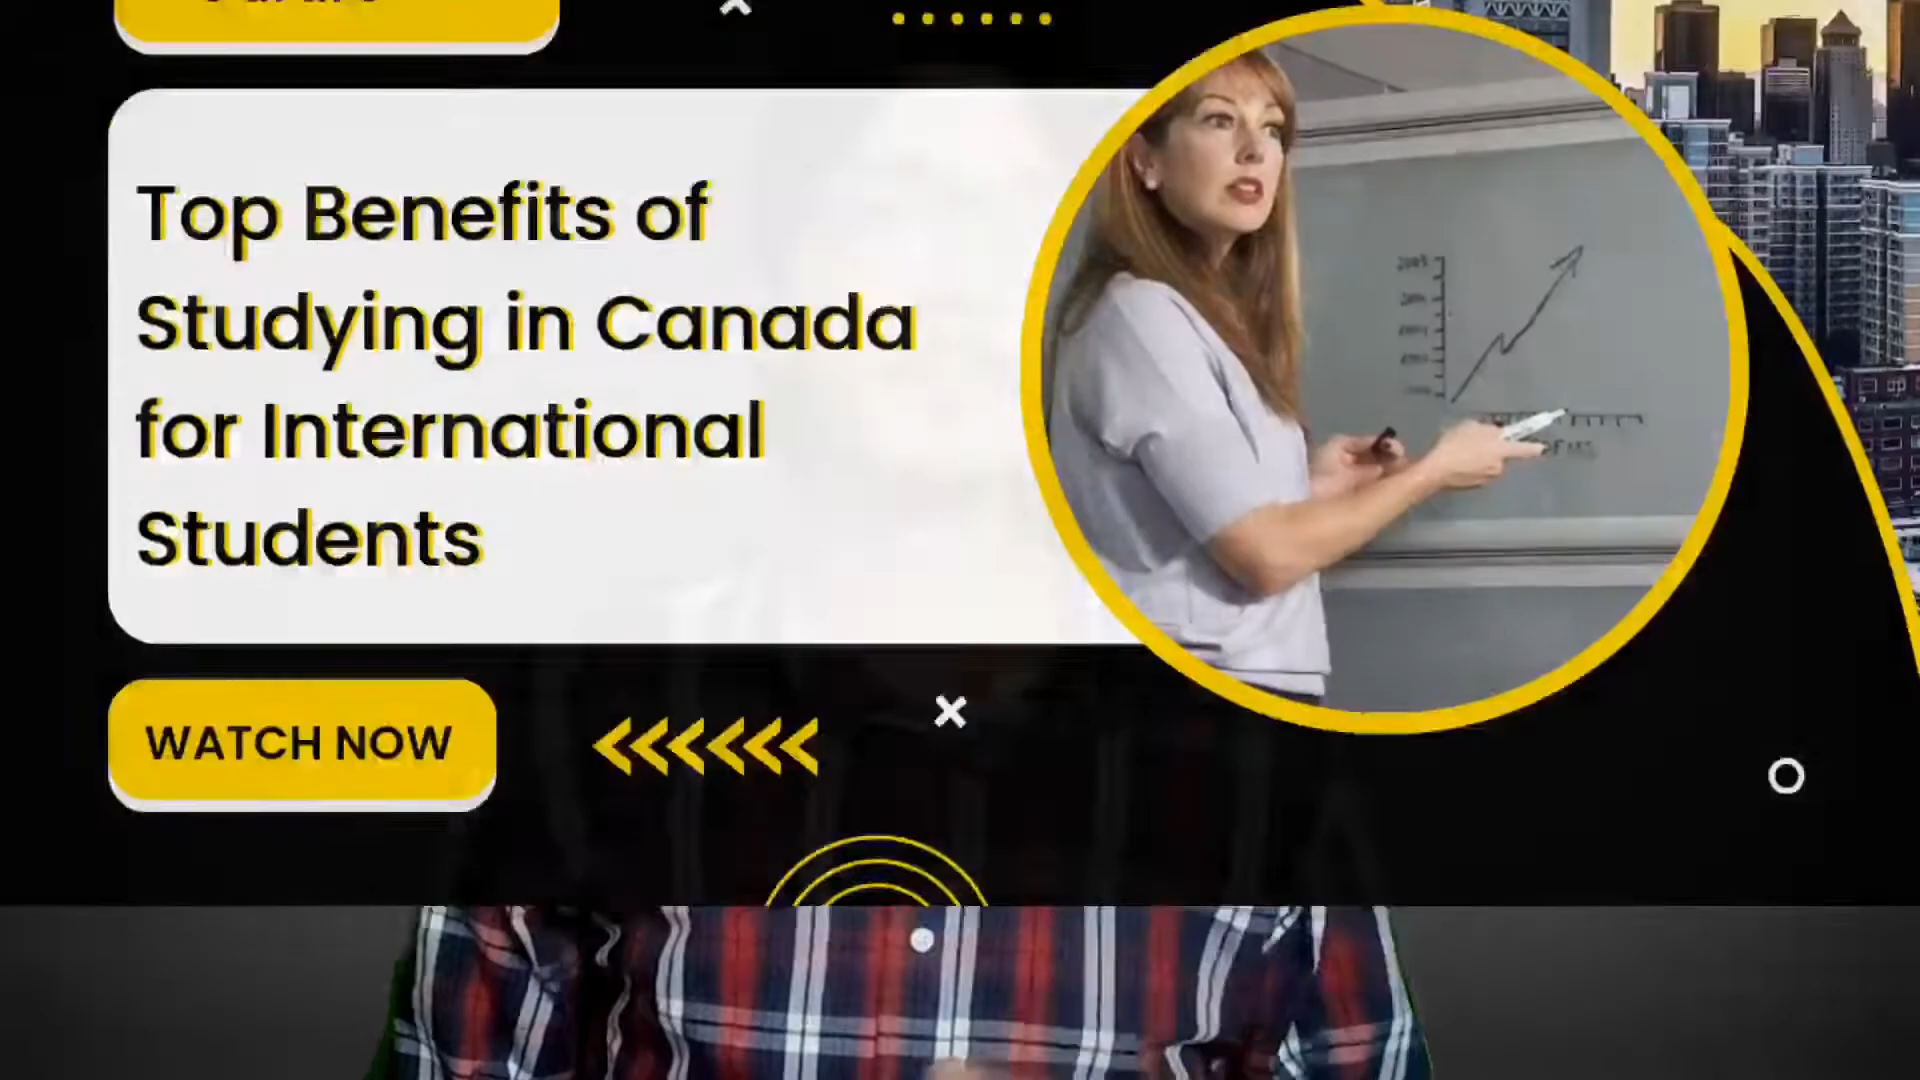 Top Benefits of
Studying in Canada
for International
Students
WATCH NOW